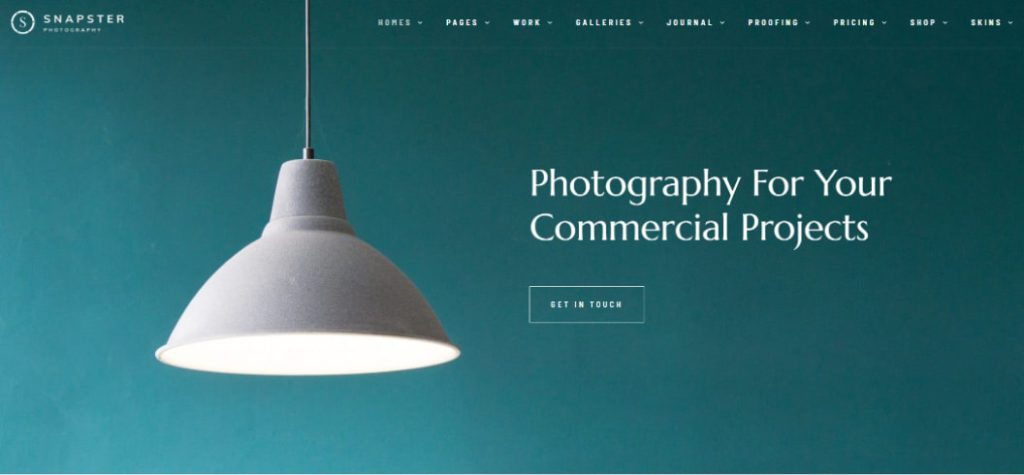 S SNAPSTER
PHOTOGRAPHY
HOMES PAGES WORK GALLERIES JOURNAL PROOFING PRICING SHOP SKINS
Photography For Your
Commercial Projects
GET IN TOUCH